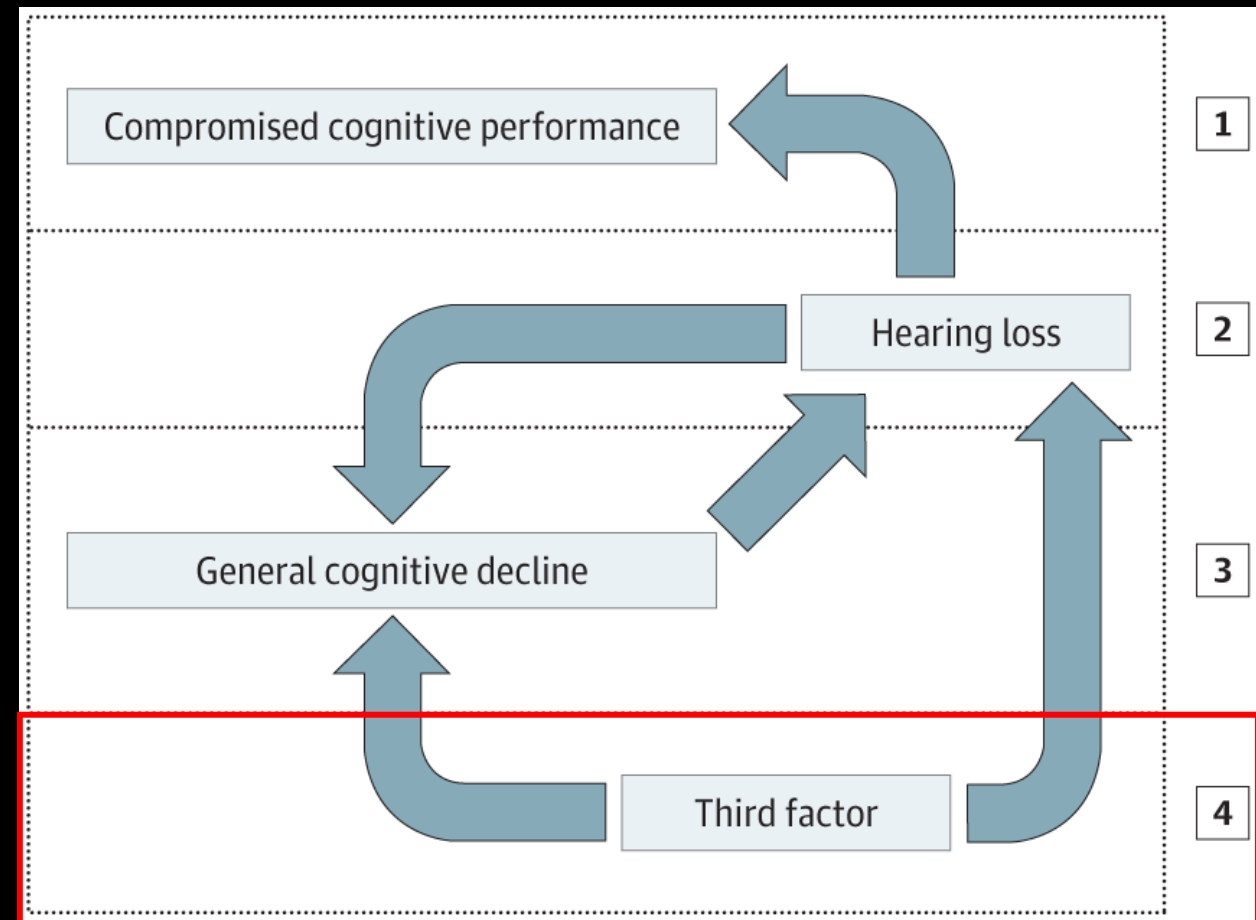 Compromised cognitive performance
1
Hearing loss
2
General cognitive decline
3
Third factor
4